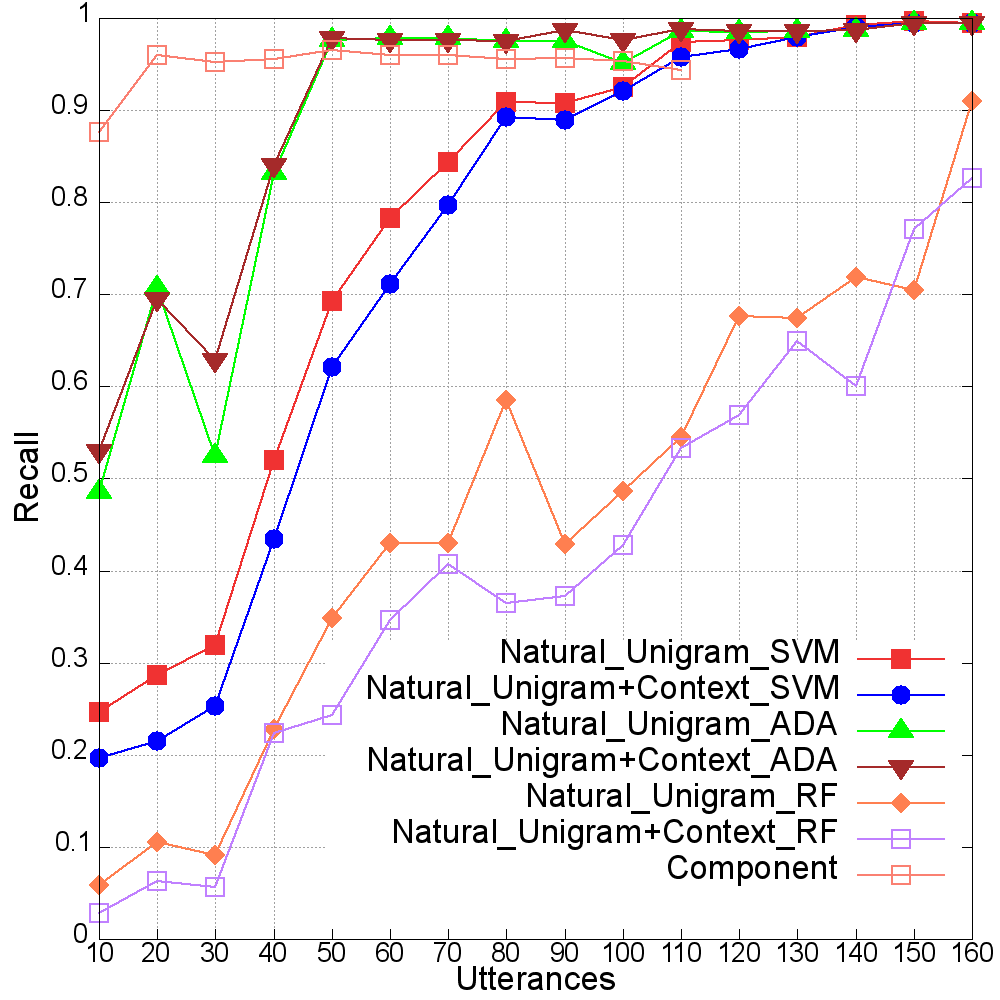 1
0.9
0.8
0.7
0.6
0.5
0.4
0.3
0.2
0.1
0
Recall
Natural_Unigram_SVM
Natural_Unigram+Context_SVM
Natural_Unigram_ADA
Natural_Unigram+Context_ADA
Natural_Unigram_RF
Natural_Unigram+Context_RF
Component
10 20 30 40 50 60 70 80 90 100 110 120 130 140 150 160
Utterances